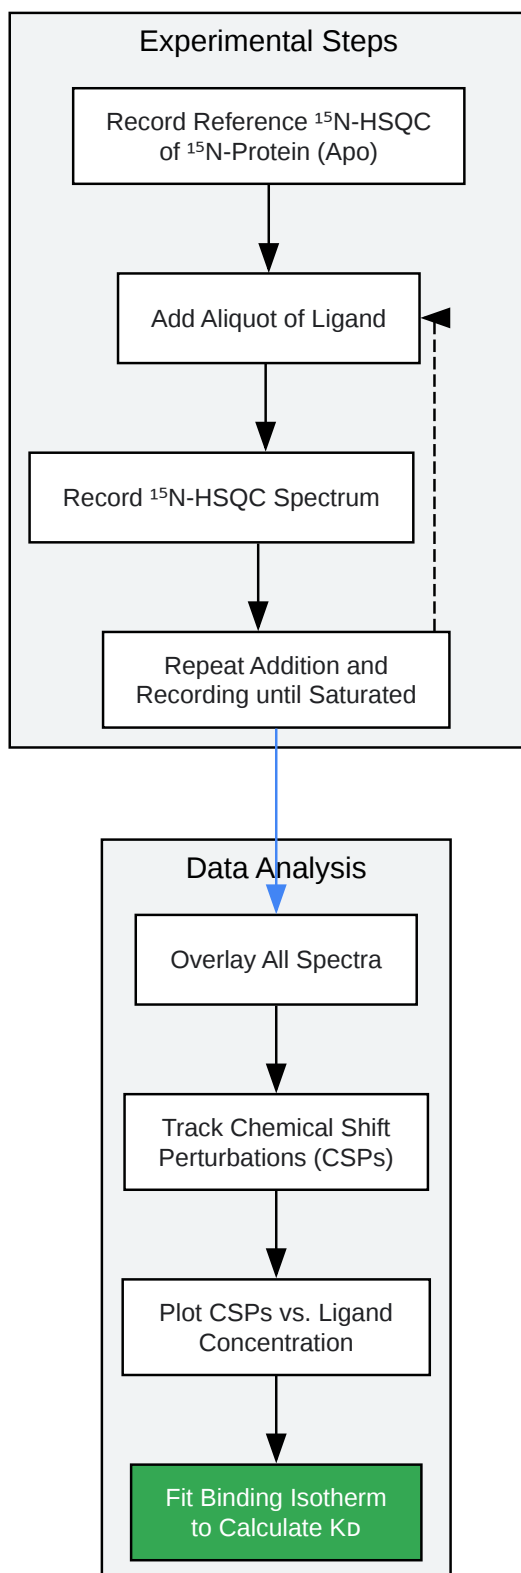 Experimental Steps
Record Reference ¹⁵N-HSQC
of ¹⁵N-Protein (Apo)
Add Aliquot of Ligand
Record ¹⁵N-HSQC Spectrum
Repeat Addition and
Recording until Saturated
Data Analysis
Overlay All Spectra
Track Chemical Shift
Perturbations (CSPs)
Plot CSPs vs. Ligand
Concentration
Fit Binding Isotherm
to Calculate Kᴅ